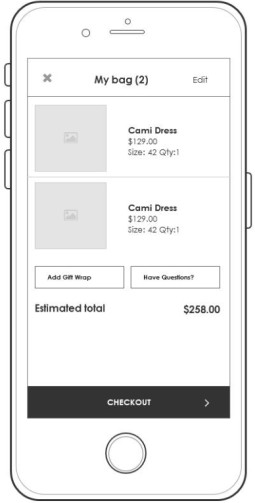 My bag (2)
Edit
Cami Dress
$129.00
Size: 42 Qty:1
Cami Dress
$129.00
Size: 42 Qty:1
Add Gift Wrap
Have Questions?
Estimated total
$258.00
CHECKOUT